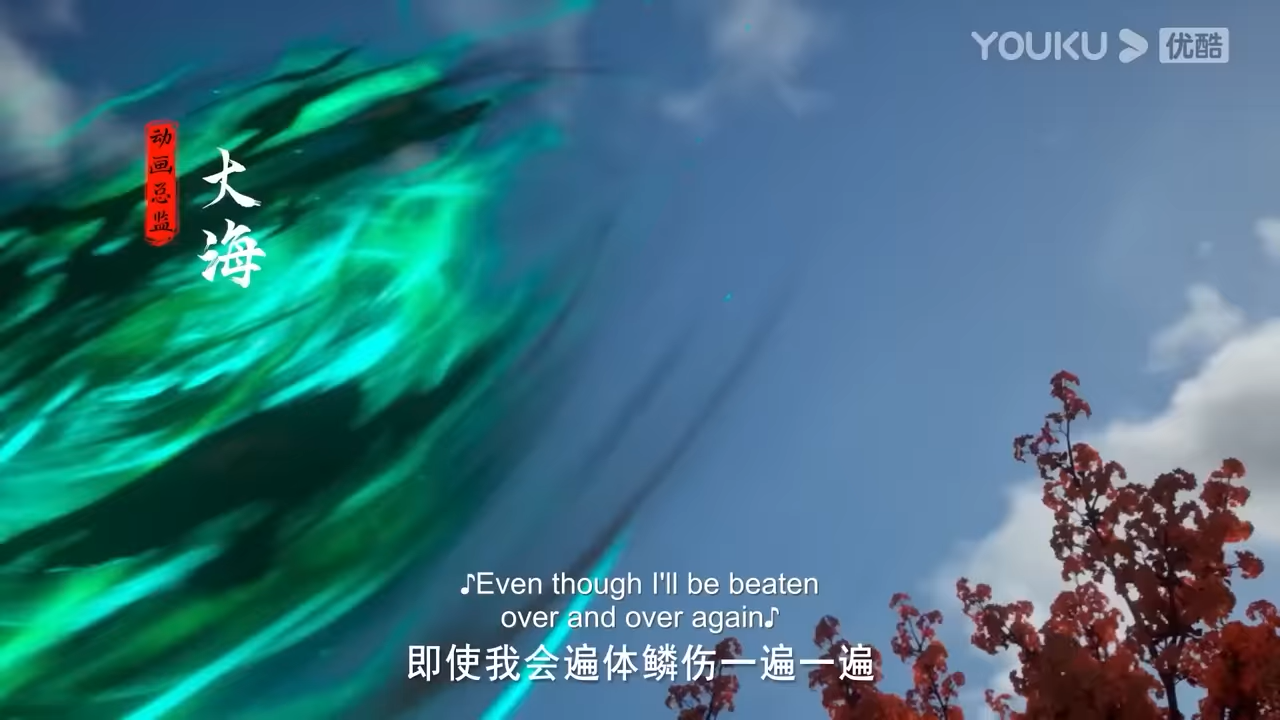 YOUKU 优酷
动画总监
大海
♪Even though I'll be beaten
over and over again♪
即使我会遍体鳞伤一遍一遍